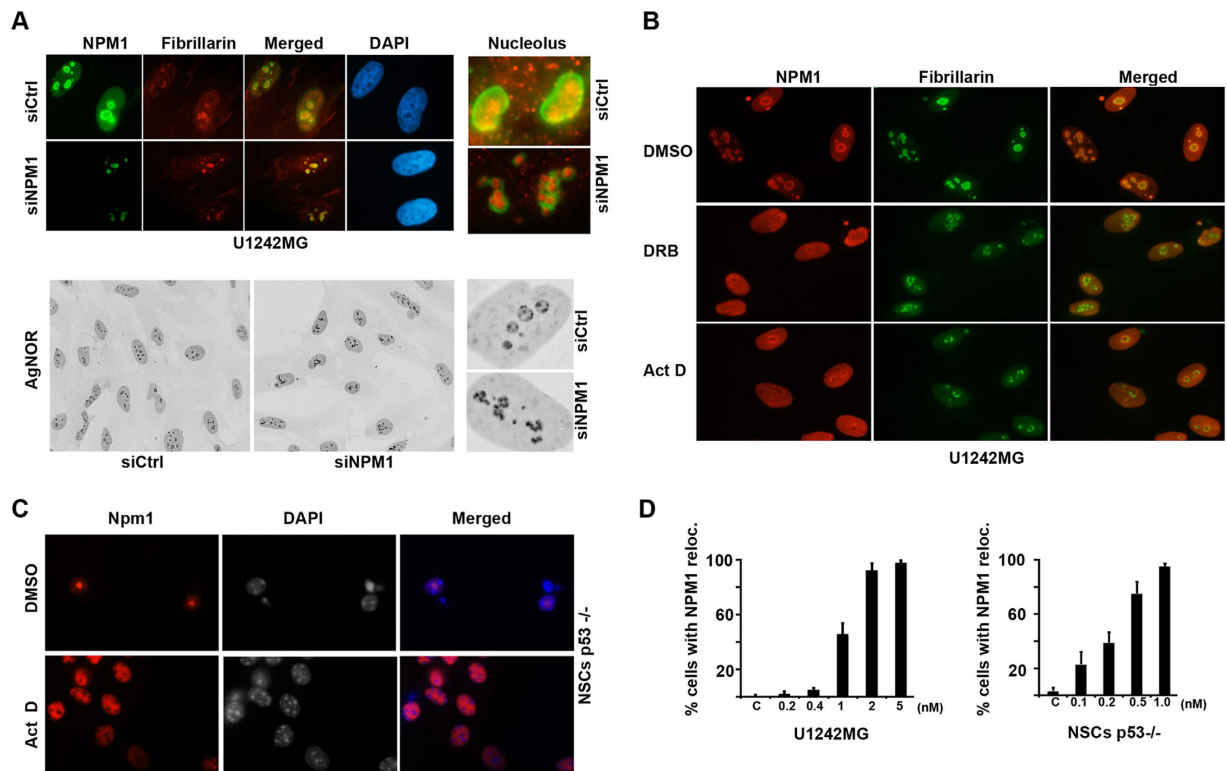 A
NPM1 Fibrillarin Merged DAPI Nucleolus
siCtrl
siNPM1
siCtrl
siNPM1
U1242MG
AgNOR
siCtrl
siNPM1
siCtrl siNPM1
B
NPM1 Fibrillarin Merged
DMSO
DRB
Act D
U1242MG
C
Npm1 DAPI Merged
DMSO
Act D
NSCs p53 -/-
D
% cells with NPM1 reloc.
100
60
20
C 0.2 0.4 1 2 5 (nM)
U1242MG
% cells with NPM1 reloc.
100
60
20
C 0.1 0.2 0.5 1.0 (nM)
NSCs p53-/-